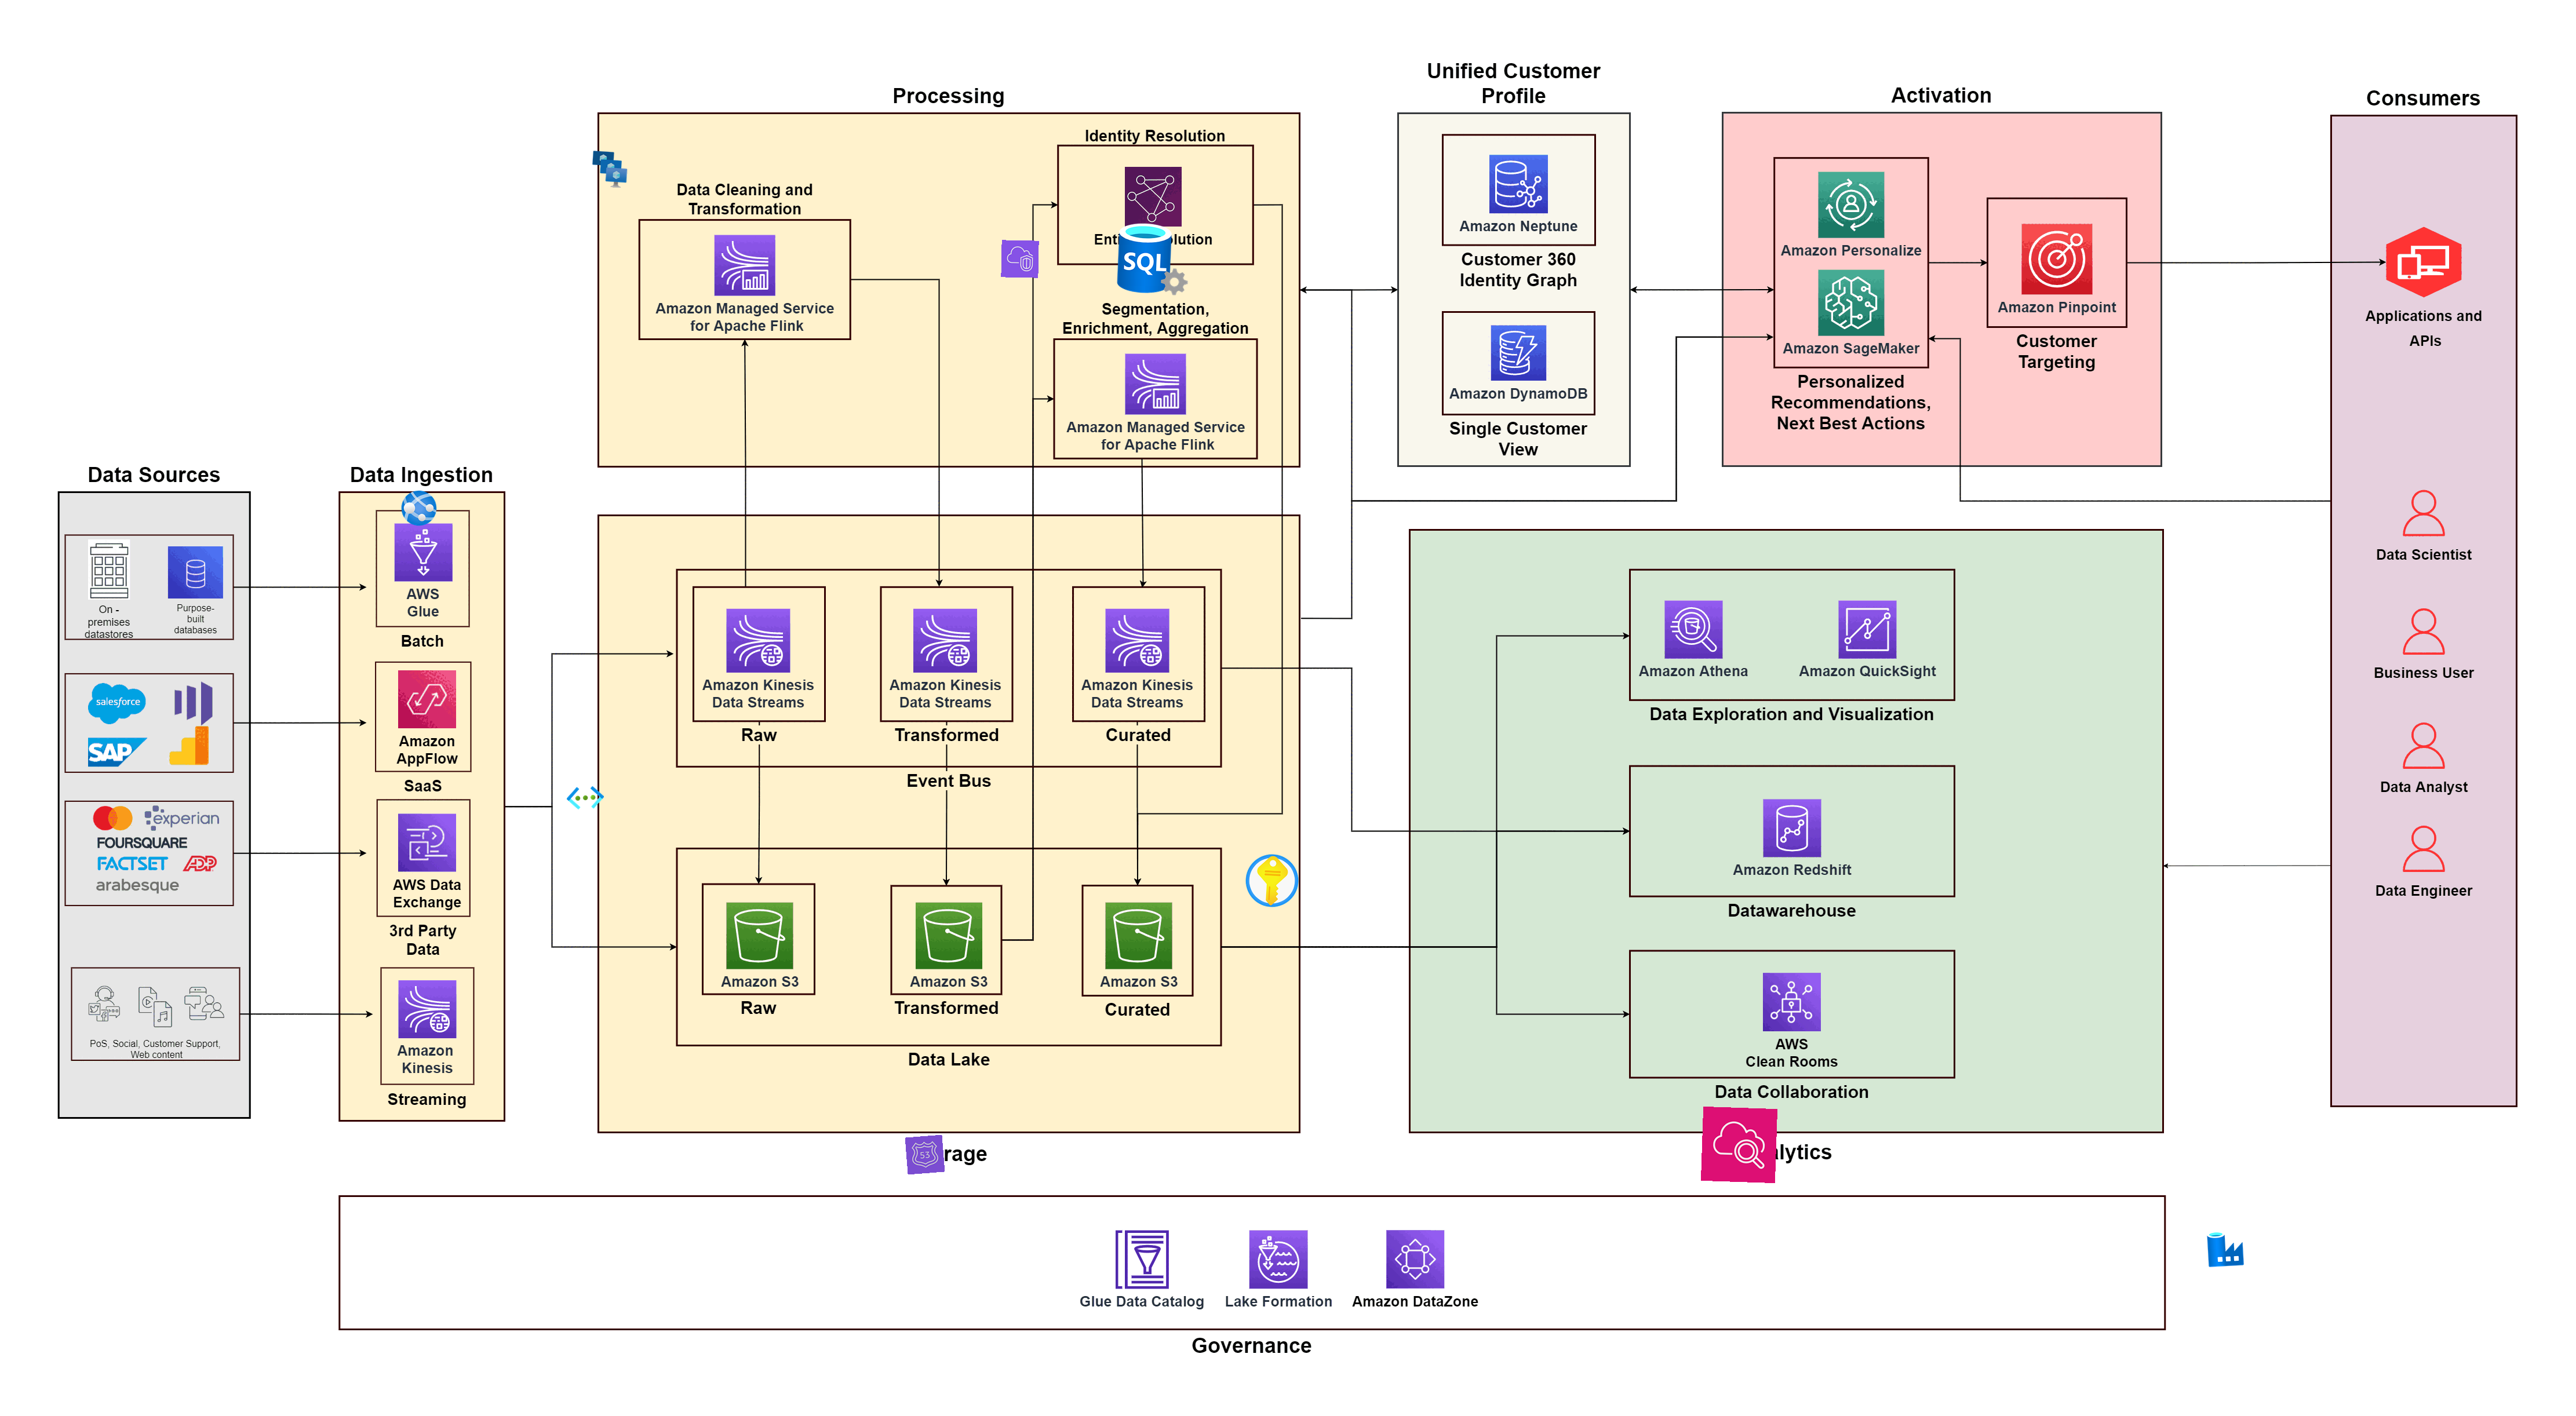 Unified Customer
Profile
Processing
Activation
Consumers
Identity Resolution
Data Cleaning and
Transformation
Amazon Managed Service
for Apache Flink
SQL
Segmentation,
Enrichment, Aggregation
Amazon Managed Service
for Apache Flink
Amazon Neptune
Customer 360
Identity Graph
Amazon DynamoDB
Single Customer
View
Amazon Personalize
Amazon SageMaker
Personalized
Recommendations,
Next Best Actions
Amazon Pinpoint
Customer
Targeting
Applications and
APIs
Data Scientist
Business User
Data Analyst
Data Engineer
Data Sources
On -
premises
datastores
Purpose-
built
databases
salesforce
SAP
experian
FOURSQUARE
FACTSET
ADP
arabesque
PoS, Social, Customer Support,
Web content
Data Ingestion
AWS
Glue
Batch
Amazon
AppFlow
SaaS
AWS Data
Exchange
3rd Party
Data
Amazon
Kinesis
Streaming
Amazon Kinesis
Data Streams
Raw
Amazon Kinesis
Data Streams
Transformed
Amazon Kinesis
Data Streams
Curated
Event Bus
Amazon S3
Raw
Amazon S3
Transformed
Amazon S3
Curated
Data Lake
53
Amazon Athena
Amazon QuickSight
Data Exploration and Visualization
Amazon Redshift
Datawarehouse
AWS
Clean Rooms
Data Collaboration
Glue Data Catalog
Lake Formation
Amazon DataZone
Governance